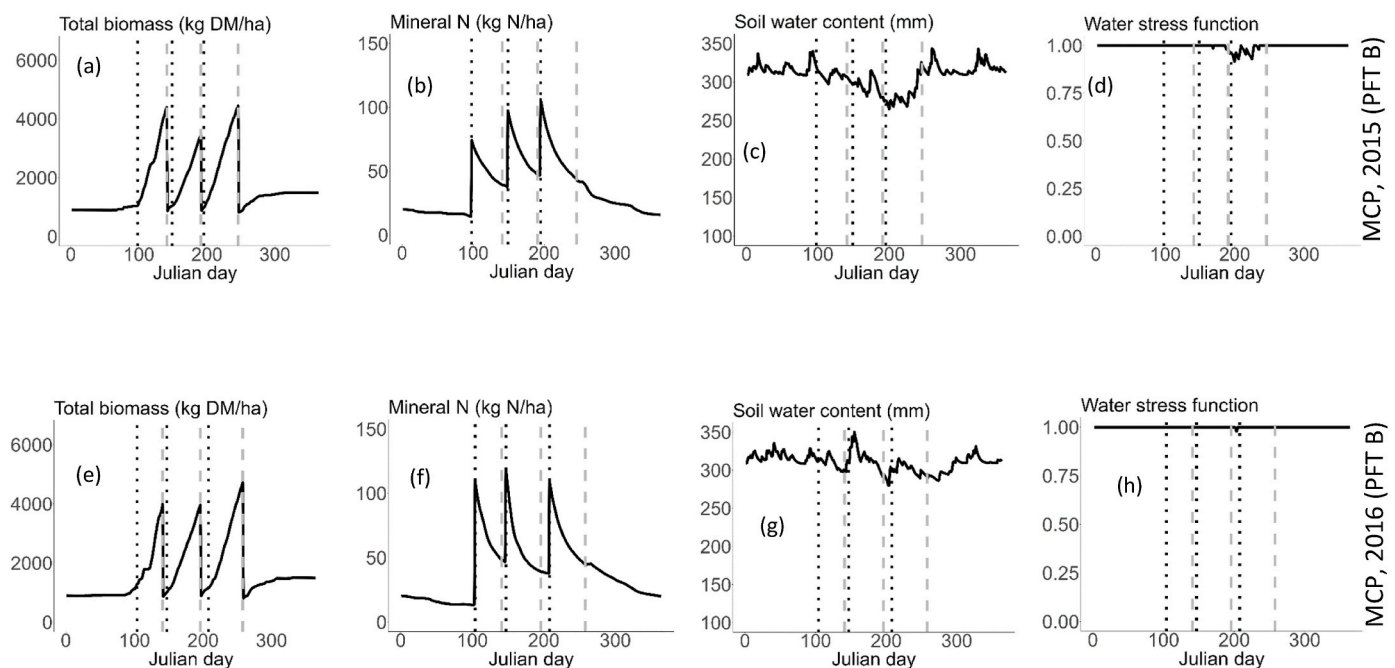 Total biomass (kg DM/ha)
6000
4000
2000
0
(a)
0 100 200 300
Julian day
Mineral N (kg N/ha)
150
100
50
0
(b)
0 100 200 300
Julian day
Soil water content (mm)
350
300
250
200
150
100
(c)
0 100 200 300
Julian day
Water stress function
1.00
0.75
0.50
0.25
0.00
(d)
0 100 200 300
Julian day
MCP, 2015 (PFT B)
Total biomass (kg DM/ha)
6000
4000
2000
0
(e)
0 100 200 300
Julian day
Mineral N (kg N/ha)
150
100
50
0
(f)
0 100 200 300
Julian day
Soil water content (mm)
350
300
250
200
150
100
(g)
0 100 200 300
Julian day
Water stress function
1.00
0.75
0.50
0.25
0.00
(h)
0 100 200 300
Julian day
MCP, 2016 (PFT B)